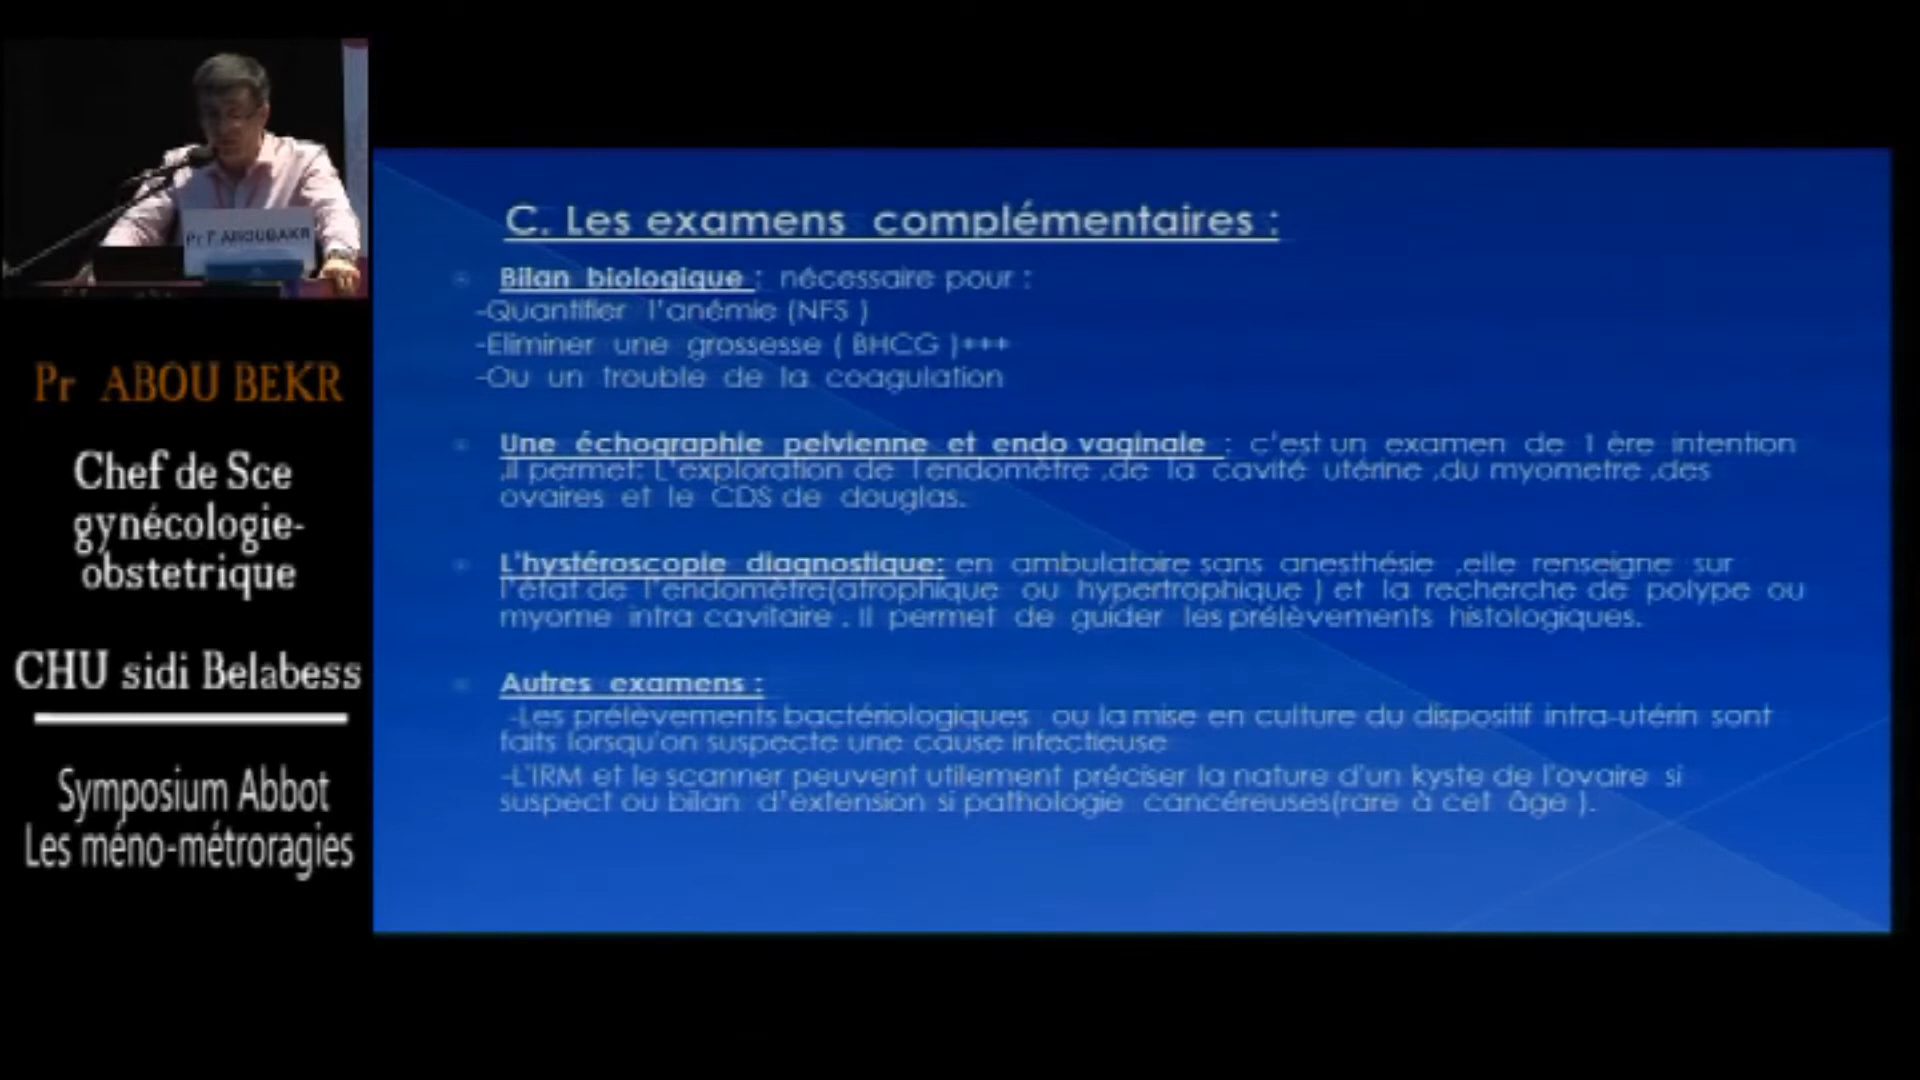 Pr F ABOUBAKR
Pr ABOU BEKR
Chef de Sce
gynécologie-
obstetrique
CHU sidi Belabess
Symposium Abbot
Les méno-métroragies
C. Les examens complémentaires :
Bilan biologique : nécessaire pour :
-Quantifier l'anémie (NFS )
-Eliminer une grossesse ( BHCG )+++
-Ou un trouble de la coagulation
Une échographie pelvienne et endo vaginale : c'est un examen de 1 ère intention
,il permet: L'exploration de l'endomètre ,de la cavité utérine ,du myometre ,des
ovaires et le CDS de douglas.
L'hystéroscopie diagnostique: en ambulatoire sans anesthésie ,elle renseigne sur
l'état de l'endomètre(atrophique ou hypertrophique ) et la recherche de polype ou
myome intra cavitaire . Il permet de guider les prélèvements histologiques.
Autres examens :
-Les prélèvements bactériologiques ou la mise en culture du dispositif intra-utérin sont
faits lorsqu'on suspecte une cause infectieuse
-L'IRM et le scanner peuvent utilement préciser la nature d'un kyste de l'ovaire si
suspect ou bilan d'extension si pathologie cancéreuses(rare à cet âge ).